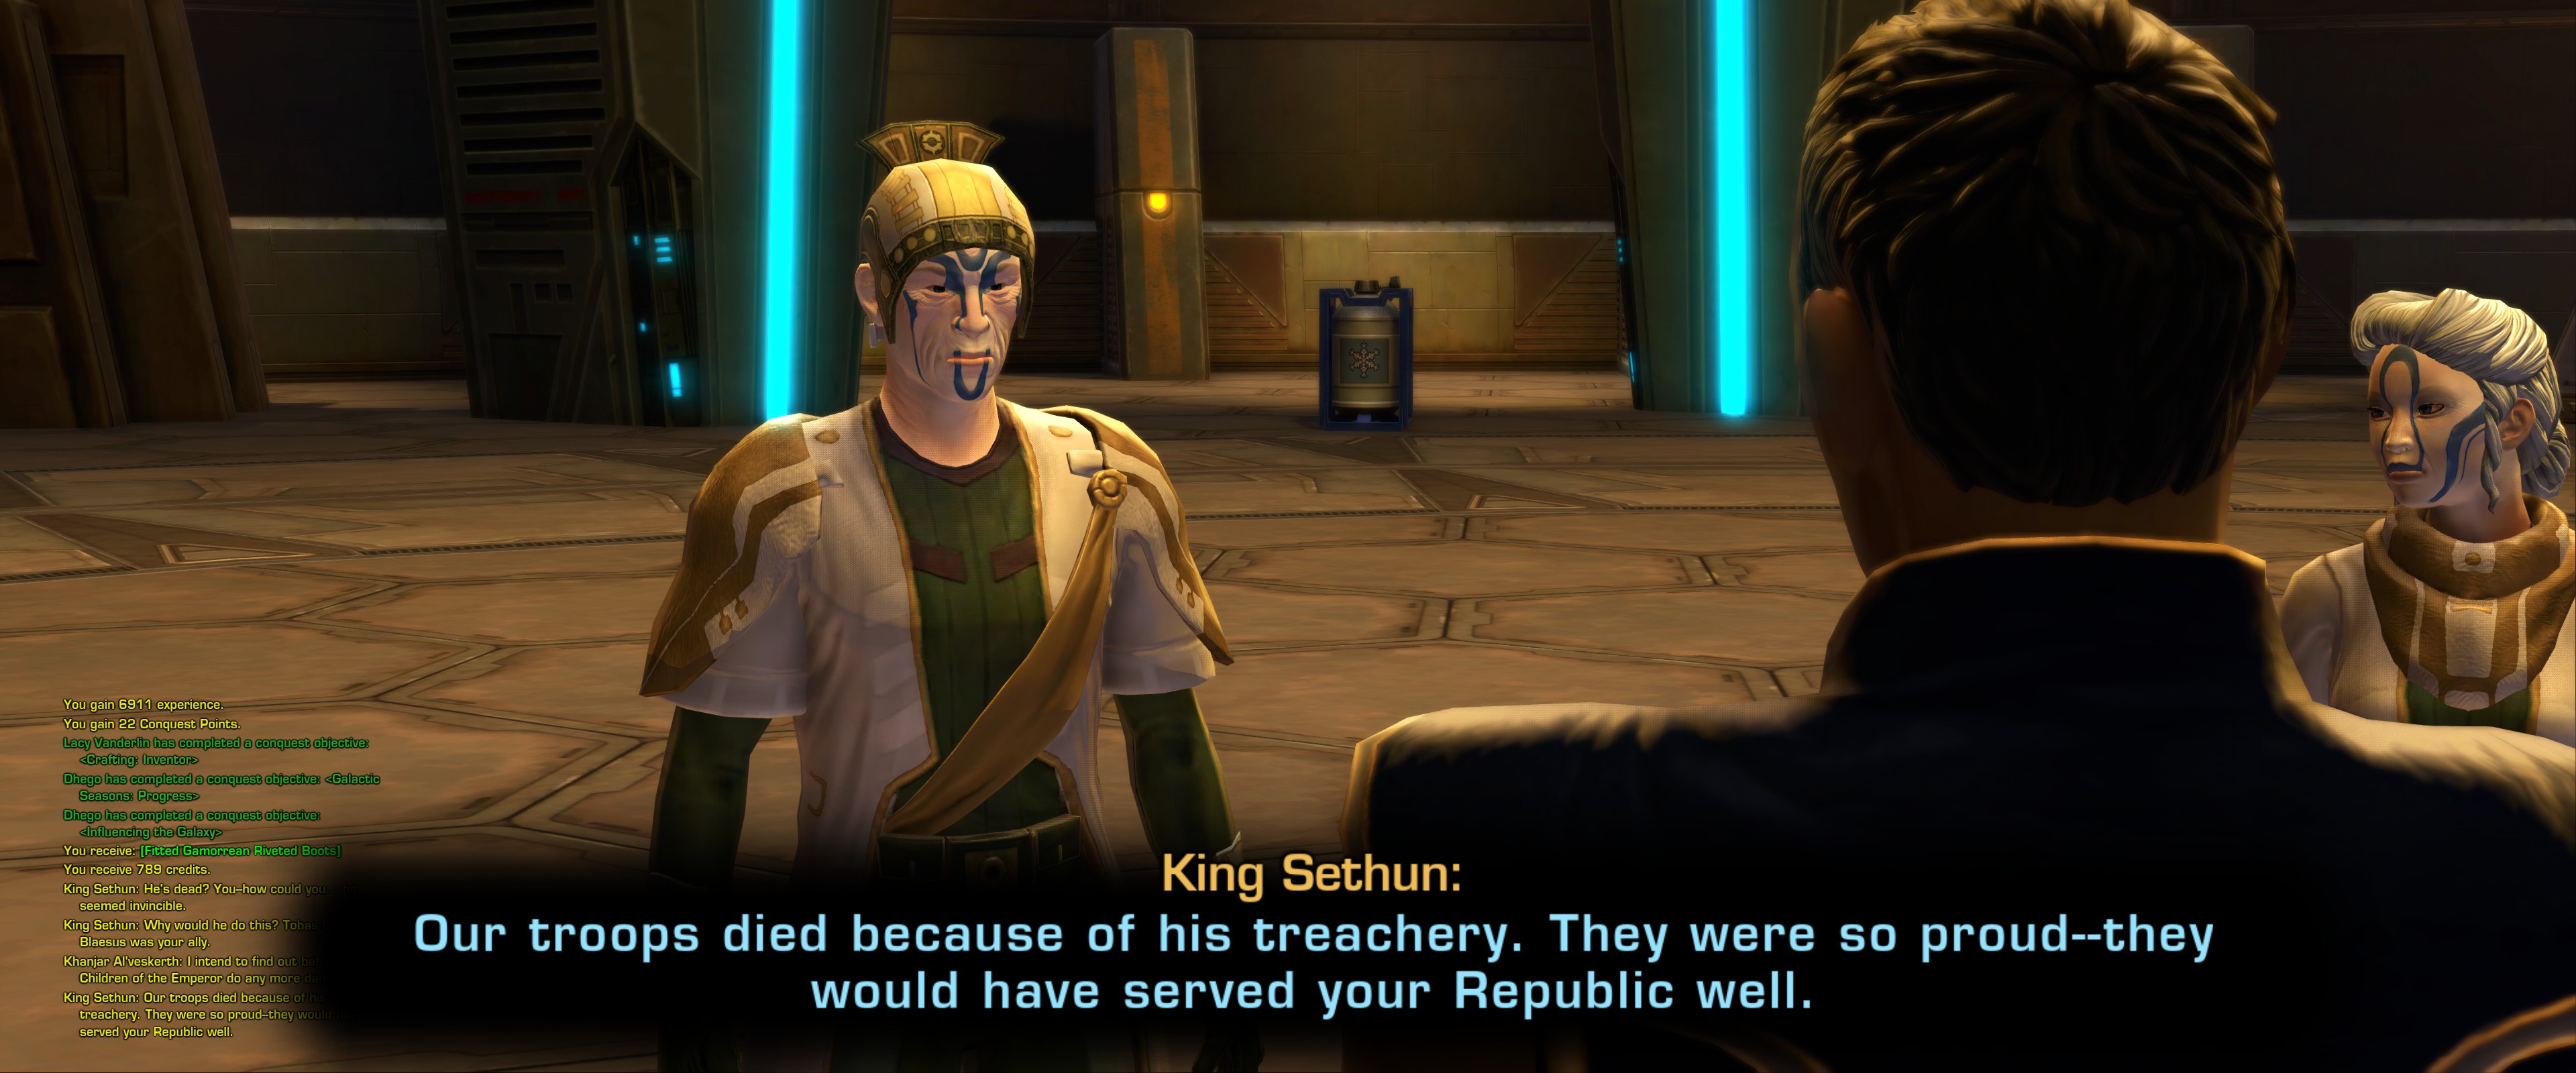 You gain 6911 experience.
You gain 22 Conquest Points.
Lacy Vanderlin has completed a conquest objective:
<Crafting: Inventor>
Dhego has completed a conquest objective: <Galactic
Seasons: Progress>
Dhego has completed a conquest objective:
<Influencing the Galaxy>
You receive: [Fitted Gamorrean Riveted Boots]
You receive 789 credits.
King Sethun: He's dead? You–how could you
seemed invincible.
King Sethun: Why would he do this?
Blaesus was your ally.
Khanjar Al'veskerth: I intend to find out
Children of the Emperor do any more
King Sethun: Our troops died because of his
treachery. They were so proud–they would
served your Republic well.
King Sethun:
Our troops died because of his treachery. They were so proud--they
would have served your Republic well.